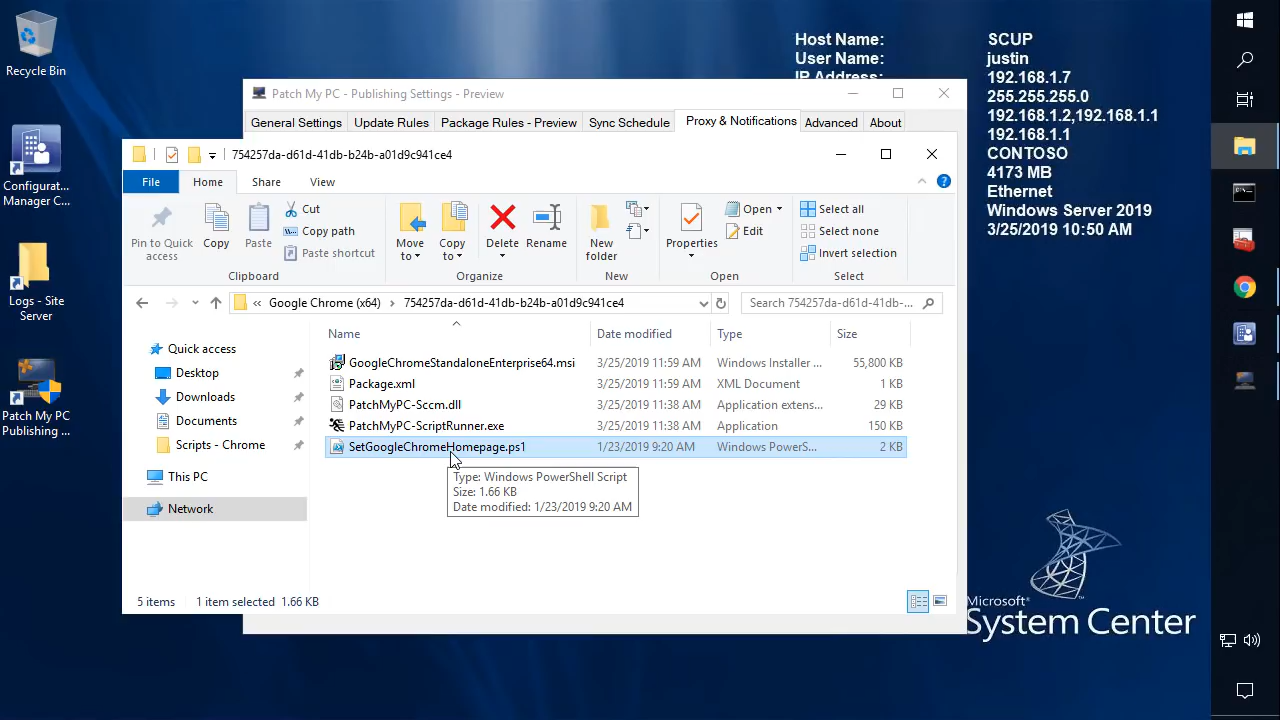 Recycle Bin
Configurat...
Manager C...
Logs - Site
Server
Patch My PC
- Publishin...
Host Name:
SCUP
User Name:
justin
IP Address:
192.168.1.7
255.255.255.0
192.168.1.2,192.168.1.1
192.168.1.1
CONTOSO
4173 MB
Ethernet
Windows Server 2019
3/25/2019 10:50 AM
Patch My PC - Publishing Settings - Preview
General Settings
Update Rules
Package Rules - Preview
Sync Schedule
Proxy & Notifications
Advanced
About
754257da-d61d-41db-b24b-a01d9c941ce4
File
Home
Share
View
Pin to Quick
access
Copy
Paste
Cut
Copy path
Paste shortcut
Clipboard
Move
to
Copy
to
Delete
Rename
Organize
New
folder
New
Properties
Open
Edit
Open
Select all
Select none
Invert selection
Select
« Google Chrome (x64) › 754257da-d61d-41db-b24b-a01d9c941ce4
Search 754257da-d61d-41db-...
Quick access
Desktop
Downloads
Documents
Scripts - Chrome
This PC
Network
Name
Date modified
Type
Size
GoogleChromeStandaloneEnterprise64.msi 3/25/2019 11:59 AM Windows Installer ... 55,800 KB
Package.xml 3/25/2019 11:59 AM XML Document 1 KB
PatchMyPC-Sccm.dll 3/25/2019 11:38 AM Application extens... 29 KB
PatchMyPC-ScriptRunner.exe 3/25/2019 11:38 AM Application 150 KB
SetGoogleChromeHomepage.ps1 1/23/2019 9:20 AM Windows PowerS... 2 KB
Type: Windows PowerShell Script
Size: 1.66 KB
Date modified: 1/23/2019 9:20 AM
5 items
1 item selected 1.66 KB
Microsoft
System Center